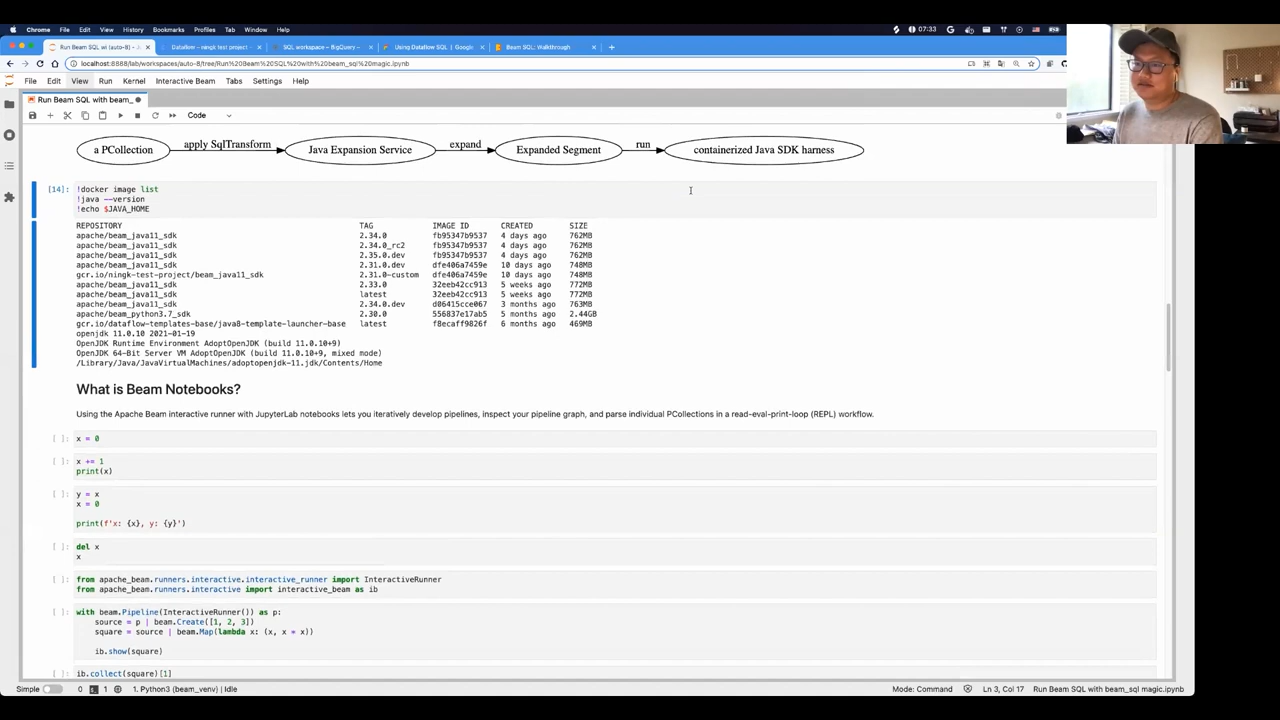 Chrome File Edit View History Bookmarks Profiles Tab Window Help 07:33
Run Beam SQL wi (auto-8) - J
Dataflow – ningk test project -
SQL workspace – BigQuery –
Using Dataflow SQL | Google
Beam SQL: Walkthrough
localhost:8888/lab/workspaces/auto-8/tree/Run%20Beam%20SQL%20with%20beam_sql%20magic.ipynb
File Edit View Run Kernel Interactive Beam Tabs Settings Help
Run Beam SQL with beam_
Code
a PCollection apply SqlTransform Java Expansion Service expand Expanded Segment run containerized Java SDK harness
[14]: !docker image list
!java --version
!echo $JAVA_HOME
REPOSITORY TAG IMAGE ID CREATED SIZE
apache/beam_java11_sdk 2.34.0 fb95347b9537 4 days ago 762MB
apache/beam_java11_sdk 2.34.0_rc2 fb95347b9537 4 days ago 762MB
apache/beam_java11_sdk 2.35.0.dev fb95347b9537 4 days ago 762MB
apache/beam_java11_sdk 2.31.0.dev dfe406a7459e 10 days ago 748MB
gcr.io/ningk-test-project/beam_java11_sdk 2.31.0-custom dfe406a7459e 10 days ago 748MB
apache/beam_java11_sdk 2.33.0 32eeb42cc913 5 weeks ago 772MB
apache/beam_java11_sdk latest 32eeb42cc913 5 weeks ago 772MB
apache/beam_java11_sdk 2.34.0.dev d06415cce067 3 months ago 763MB
apache/beam_python3.7_sdk 2.30.0 556837e17ab5 5 months ago 2.44GB
gcr.io/dataflow-templates-base/java8-template-launcher-base latest f8ecaff9826f 6 months ago 469MB
openjdk 11.0.10 2021-01-19
OpenJDK Runtime Environment AdoptOpenJDK (build 11.0.10+9)
OpenJDK 64-Bit Server VM AdoptOpenJDK (build 11.0.10+9, mixed mode)
/Library/Java/JavaVirtualMachines/adoptopenjdk-11.jdk/Contents/Home
What is Beam Notebooks?
Using the Apache Beam interactive runner with JupyterLab notebooks lets you iteratively develop pipelines, inspect your pipeline graph, and parse individual PCollections in a read-eval-print-loop (REPL) workflow.
[ ]: x = 0
[ ]: x += 1
print(x)
[ ]: y = x
x = 0
print(f'x: {x}, y: {y}')
[ ]: del x
x
[ ]: from apache_beam.runners.interactive.interactive_runner import InteractiveRunner
from apache_beam.runners.interactive import interactive_beam as ib
[ ]: with beam.Pipeline(InteractiveRunner()) as p:
source = p | beam.Create([1, 2, 3])
square = source | beam.Map(lambda x: (x, x * x))
ib.show(square)
[ ]: ib.collect(square)[1]
Simple 0 1 1. Python3 (beam_venv) | Idle Mode: Command Ln 3, Col 17 Run Beam SQL with beam_sql magic.ipynb